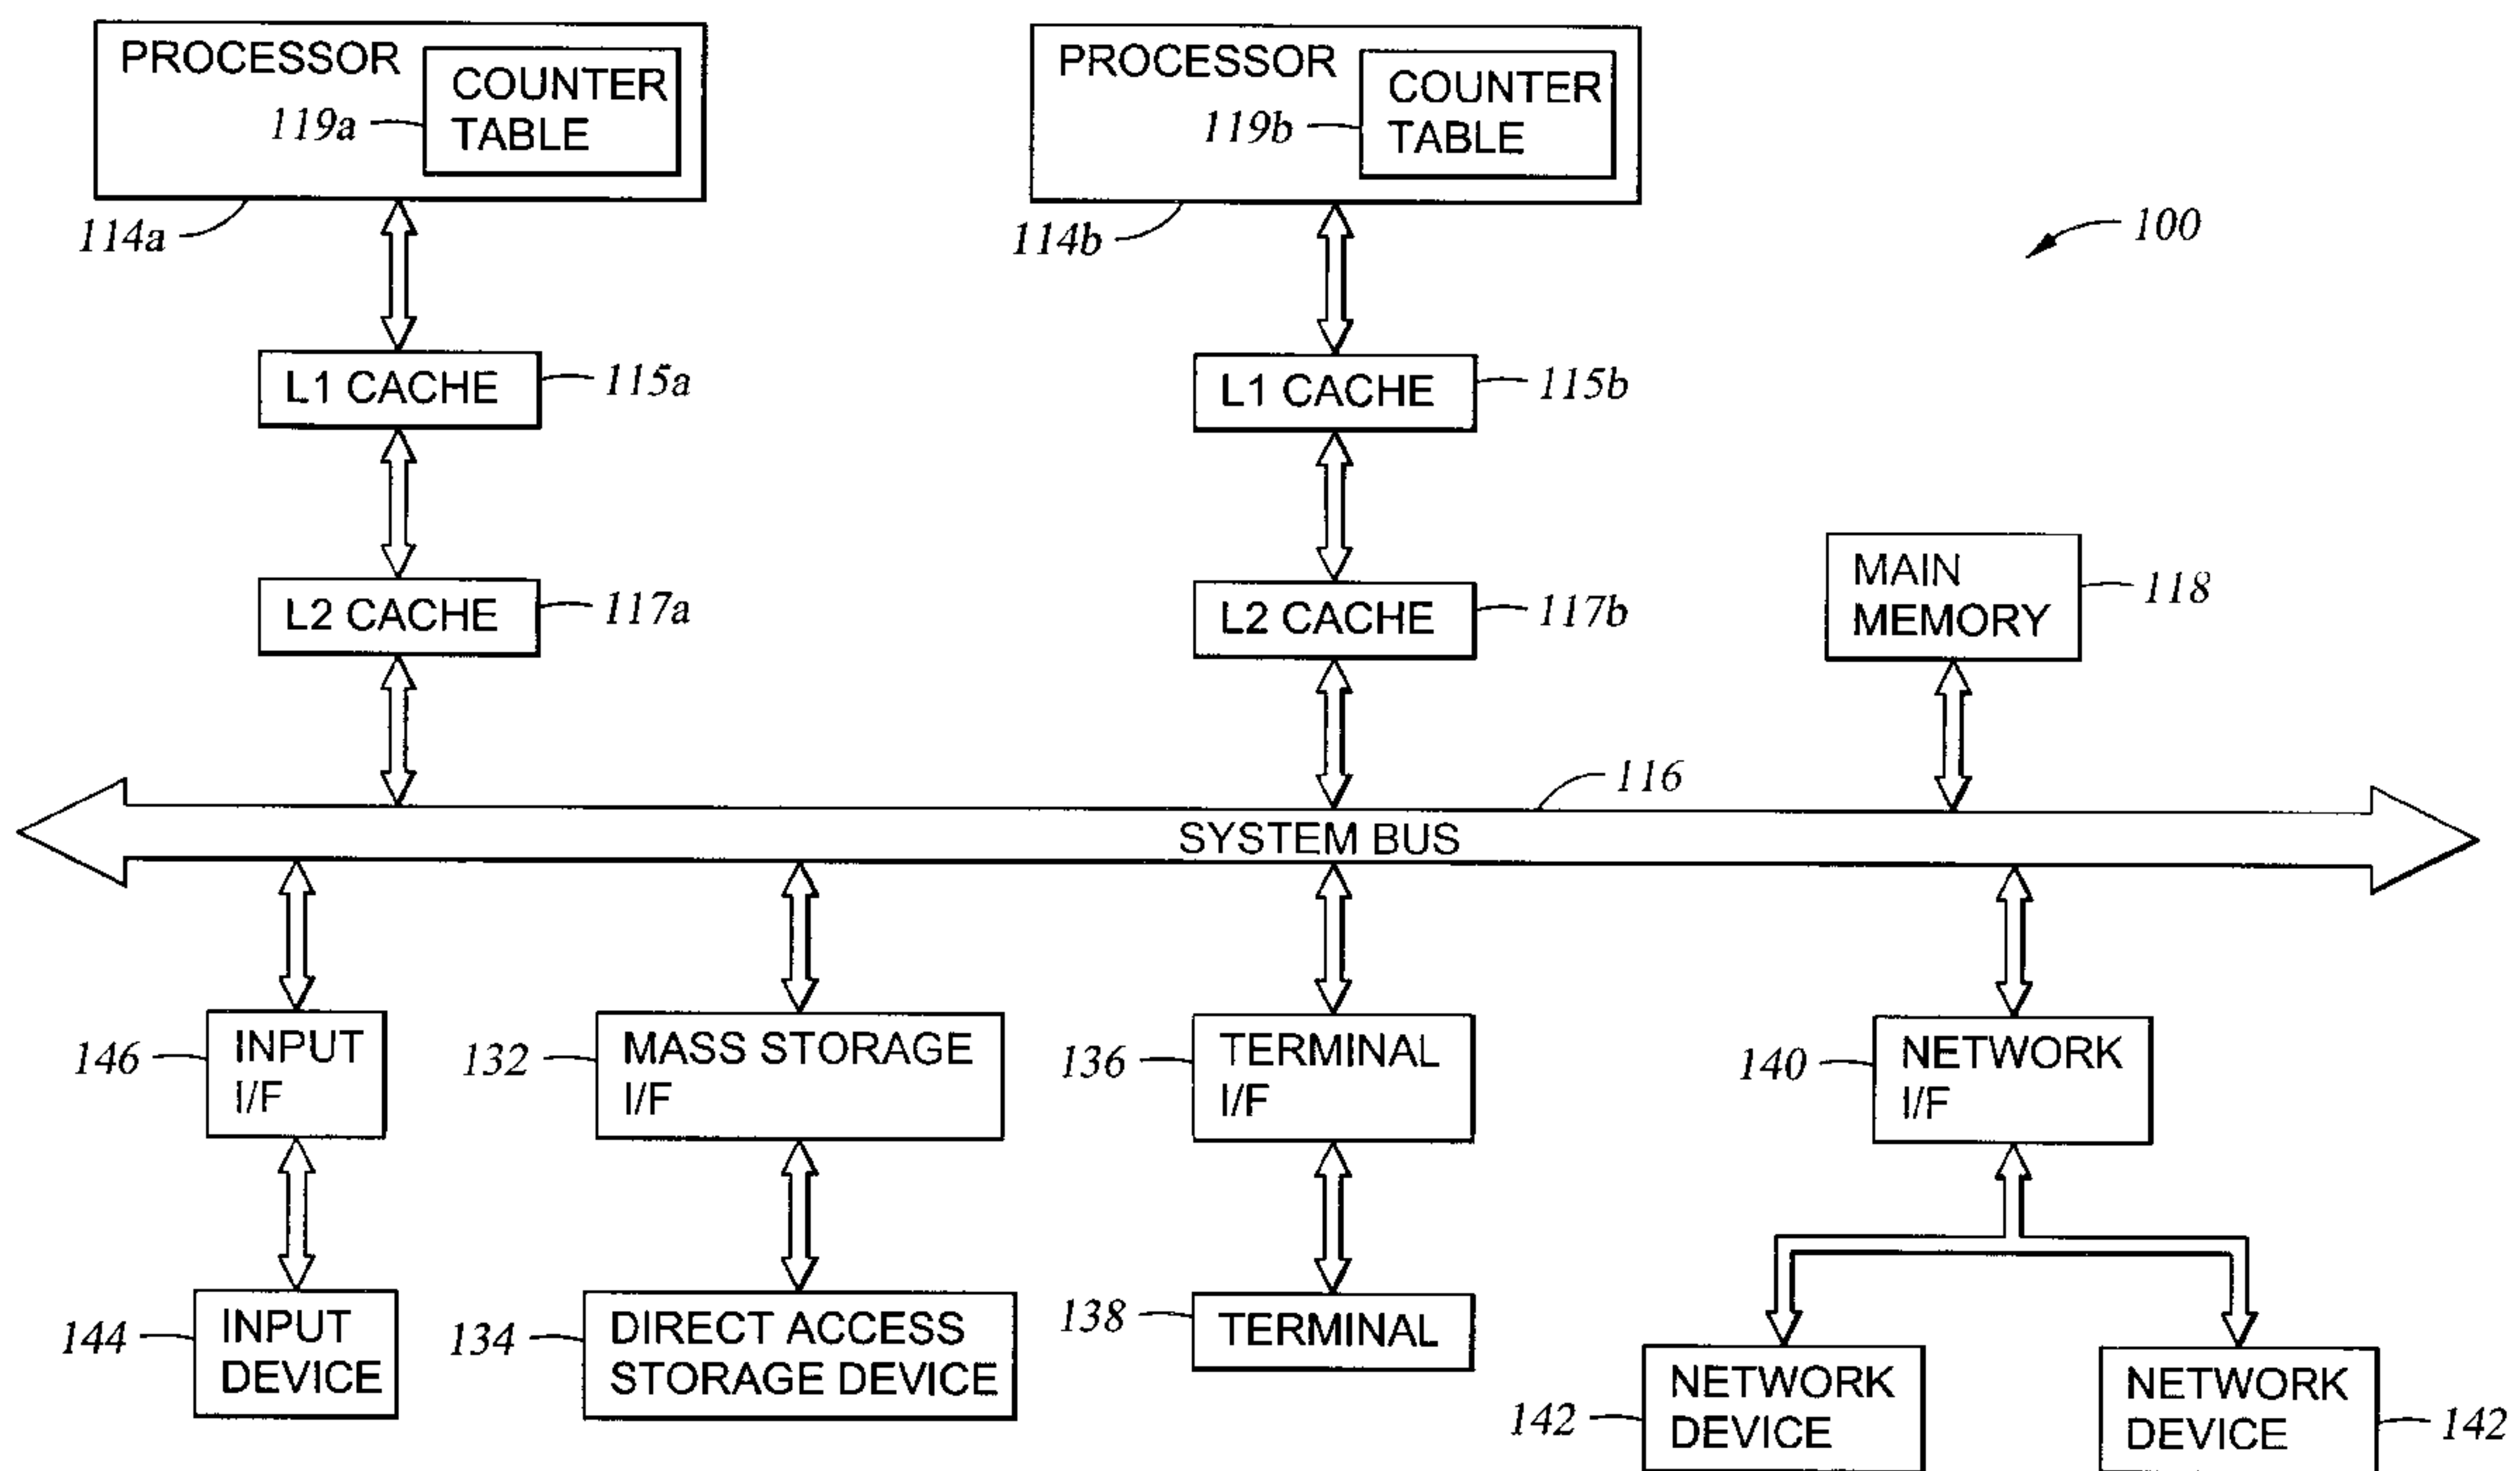 PROCESSOR
COUNTER
TABLE
119a
114a
PROCESSOR
COUNTER
TABLE
119b
114b
100
L1 CACHE
115a
L1 CACHE
115b
L2 CACHE
117a
L2 CACHE
117b
MAIN
MEMORY
118
116
SYSTEM BUS
146
INPUT
I/F
132
MASS STORAGE
I/F
136
TERMINAL
I/F
140
NETWORK
I/F
144
INPUT
DEVICE
134
DIRECT ACCESS
STORAGE DEVICE
138
TERMINAL
142
NETWORK
DEVICE
NETWORK
DEVICE
142